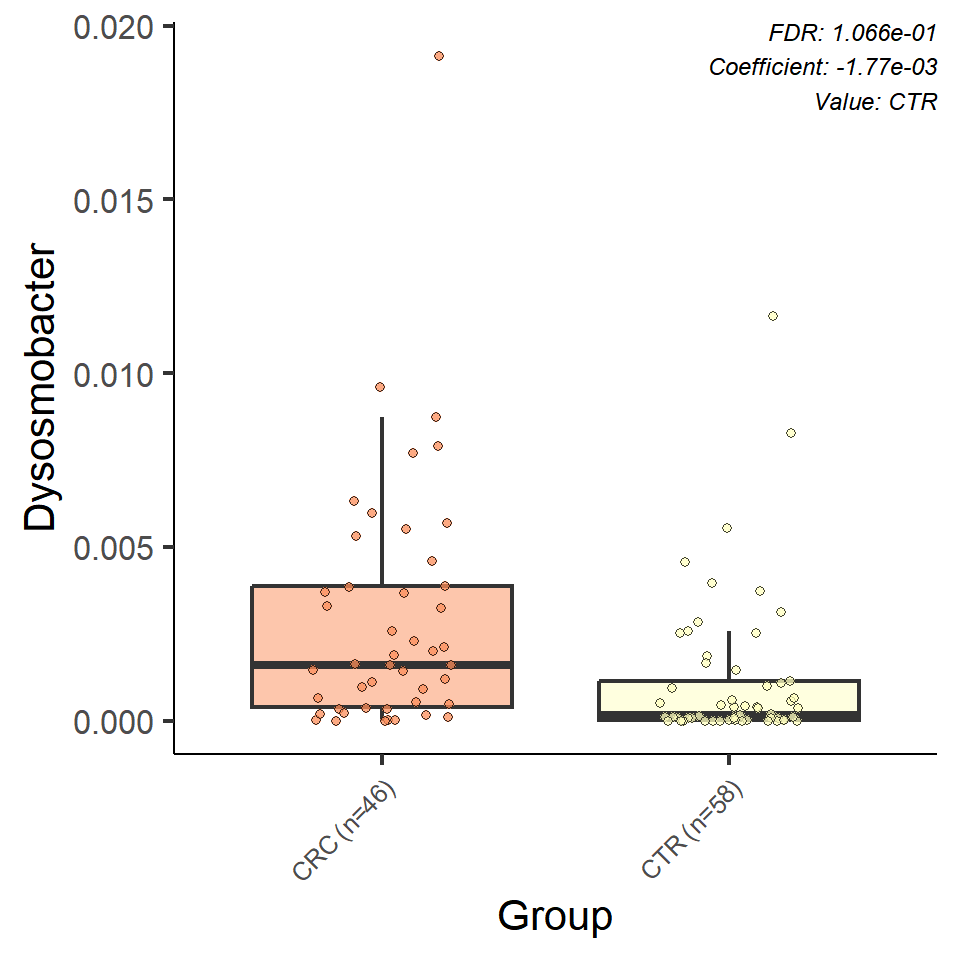 FDR: 1.066e-01
Coefficient: -1.77e-03
Value: CTR
0.020
0.015
0.010
0.005
0.000
Dysosmobacter
CRC (n=46)
CTR (n=58)
Group